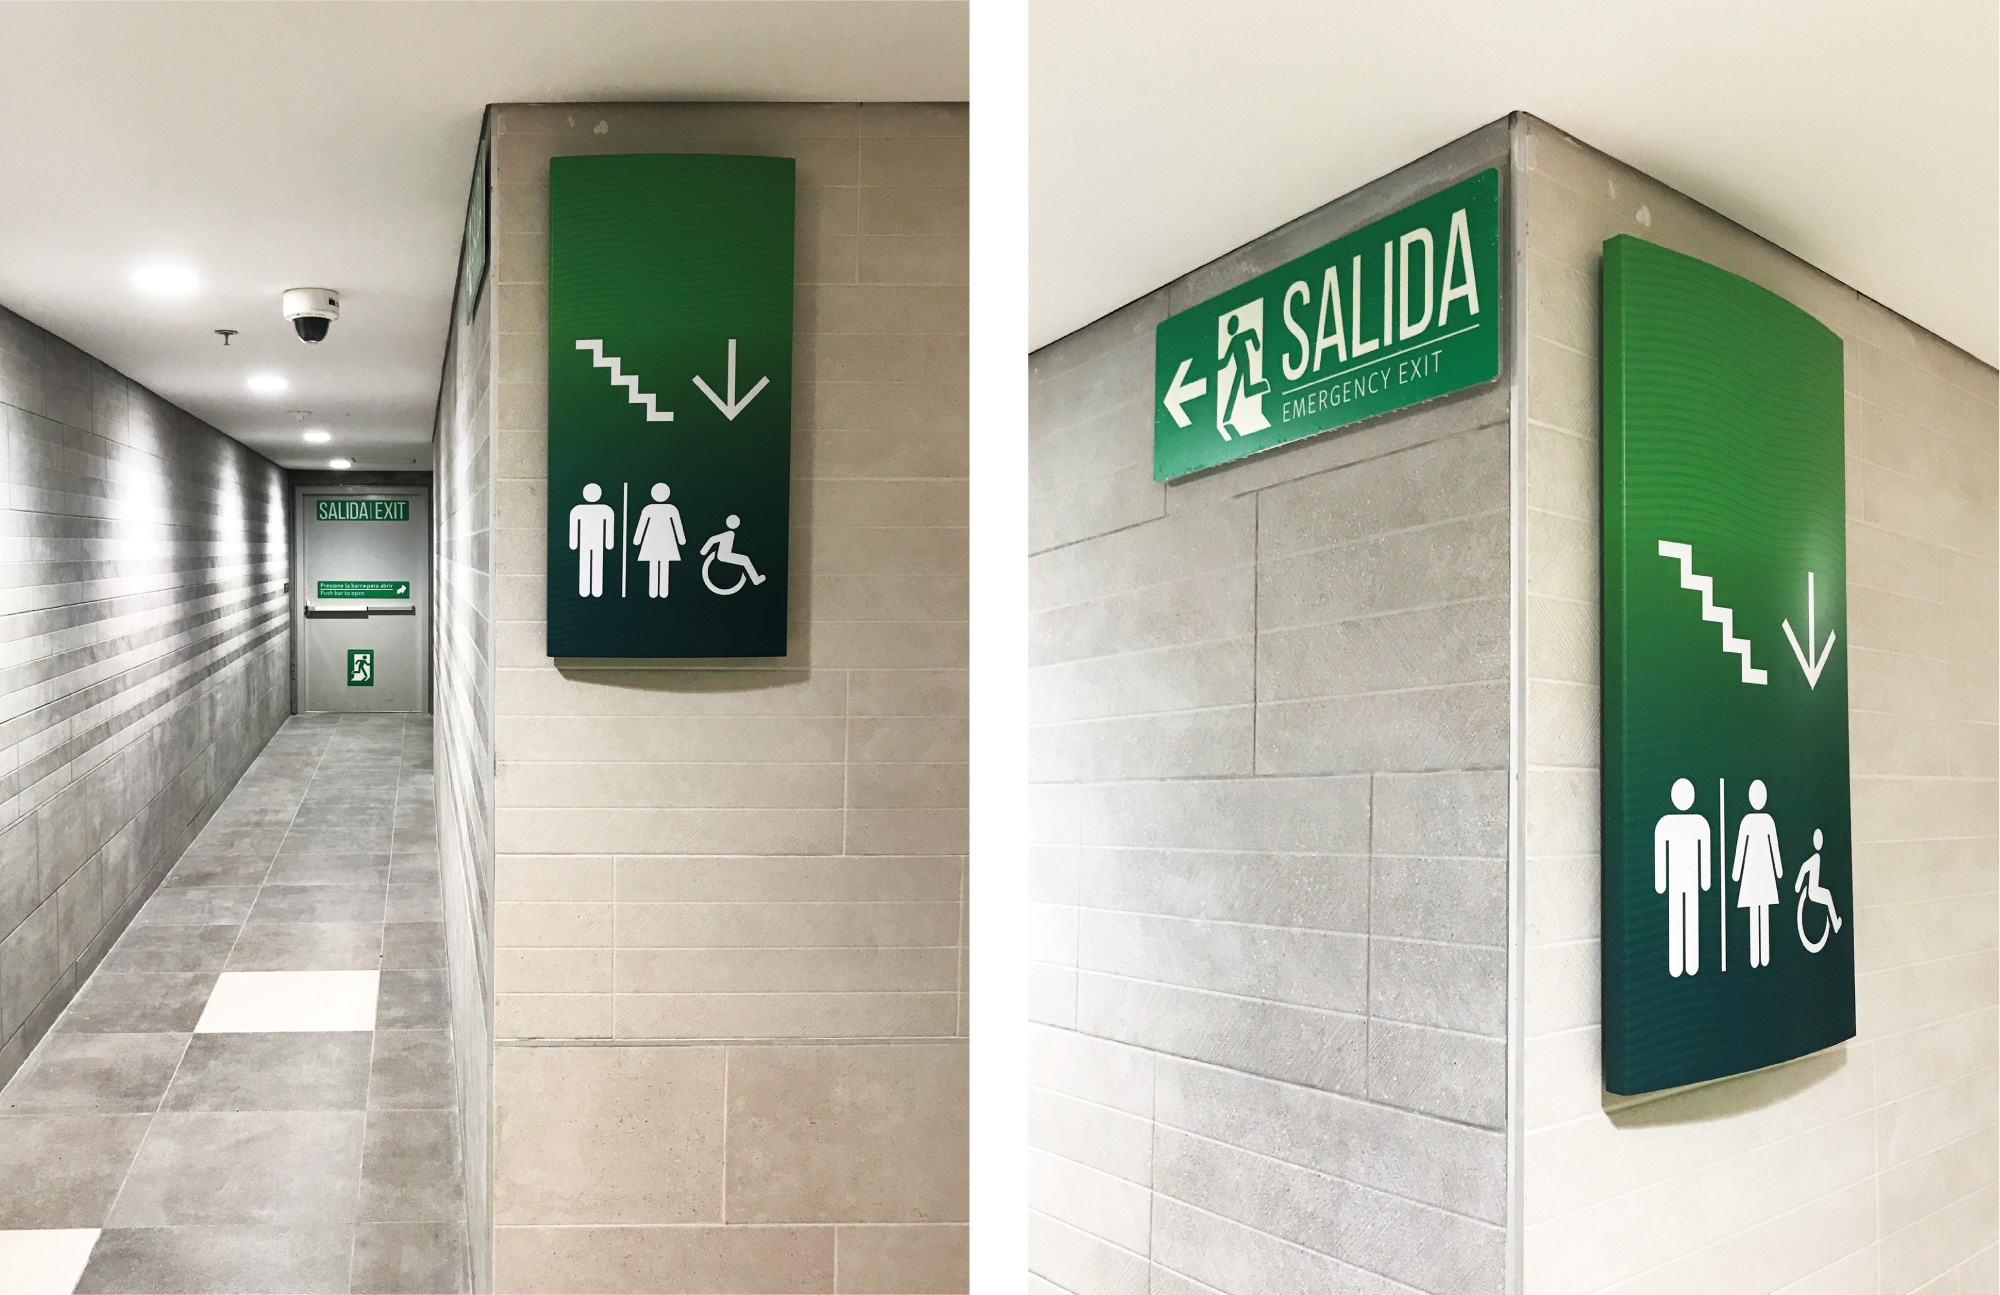 SALIDA EXIT
Presione la barra para abrir
Push bar to open
SALIDA
EMERGENCY EXIT